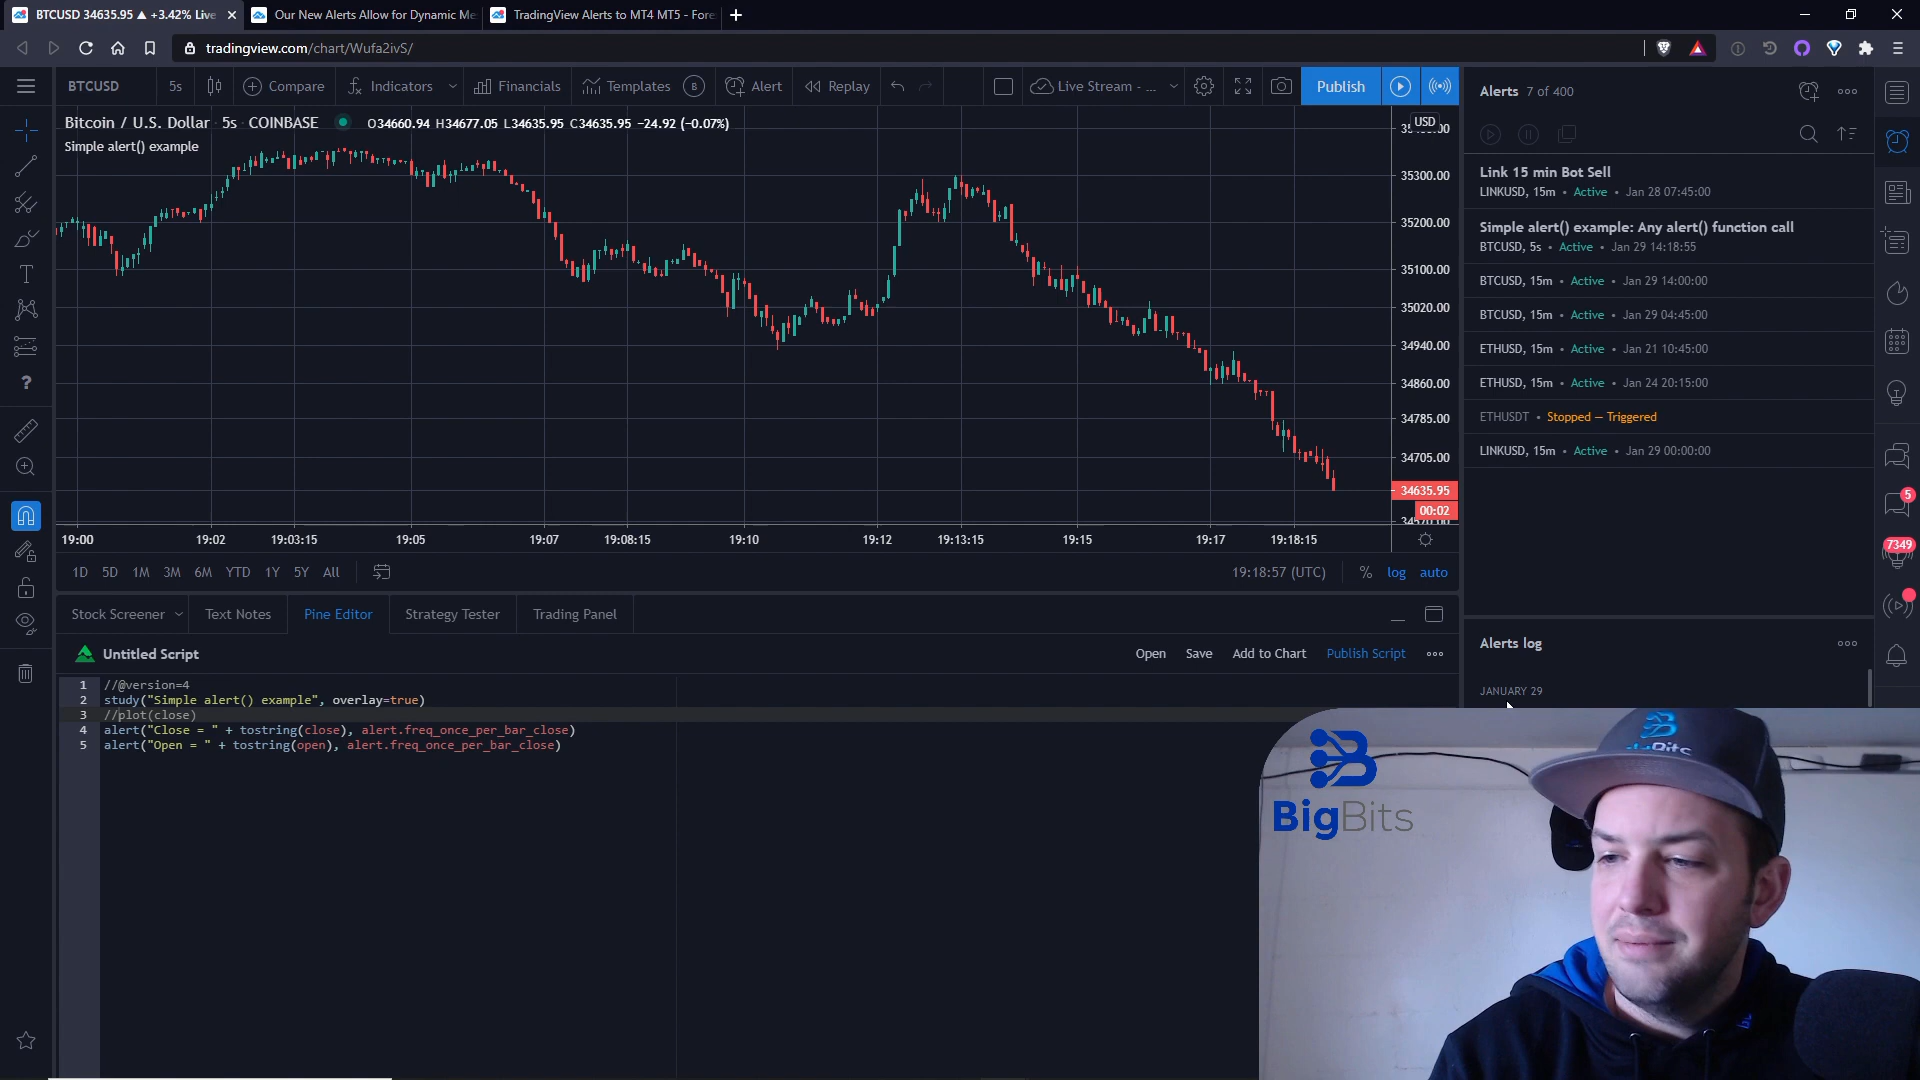 BTCUSD 34635.95 ▲ +3.42% Live
Our New Alerts Allow for Dynamic Me
TradingView Alerts to MT4 MT5 - Fore
tradingview.com/chart/Wufa2ivS/
BTCUSD
5s
Compare
Indicators
Financials
Templates
B
Alert
Replay
Live Stream - ...
Publish
Bitcoin / U.S. Dollar · 5s · COINBASE
O34660.94 H34677.05 L34635.95 C34635.95 −24.92 (−0.07%)
Simple alert() example
USD
35300.00
35200.00
35100.00
35020.00
34940.00
34860.00
34785.00
34705.00
34635.95
00:02
19:00
19:02
19:03:15
19:05
19:07
19:08:15
19:10
19:12
19:13:15
19:15
19:17
19:18:15
1D 5D 1M 3M 6M YTD 1Y 5Y All
19:18:57 (UTC)
%
log
auto
Stock Screener
Text Notes
Pine Editor
Strategy Tester
Trading Panel
Untitled Script
Open
Save
Add to Chart
Publish Script
1 //@version=4
2 study("Simple alert() example", overlay=true)
3 //plot(close)
4 alert("Close = " + tostring(close), alert.freq_once_per_bar_close)
5 alert("Open = " + tostring(open), alert.freq_once_per_bar_close)
Alerts 7 of 400
Link 15 min Bot Sell
LINKUSD, 15m • Active • Jan 28 07:45:00
Simple alert() example: Any alert() function call
BTCUSD, 5s • Active • Jan 29 14:18:55
BTCUSD, 15m • Active • Jan 29 14:00:00
BTCUSD, 15m • Active • Jan 29 04:45:00
ETHUSD, 15m • Active • Jan 21 10:45:00
ETHUSD, 15m • Active • Jan 24 20:15:00
ETHUSDT • Stopped — Triggered
LINKUSD, 15m • Active • Jan 29 00:00:00
Alerts log
JANUARY 29
5
7349
BigBits